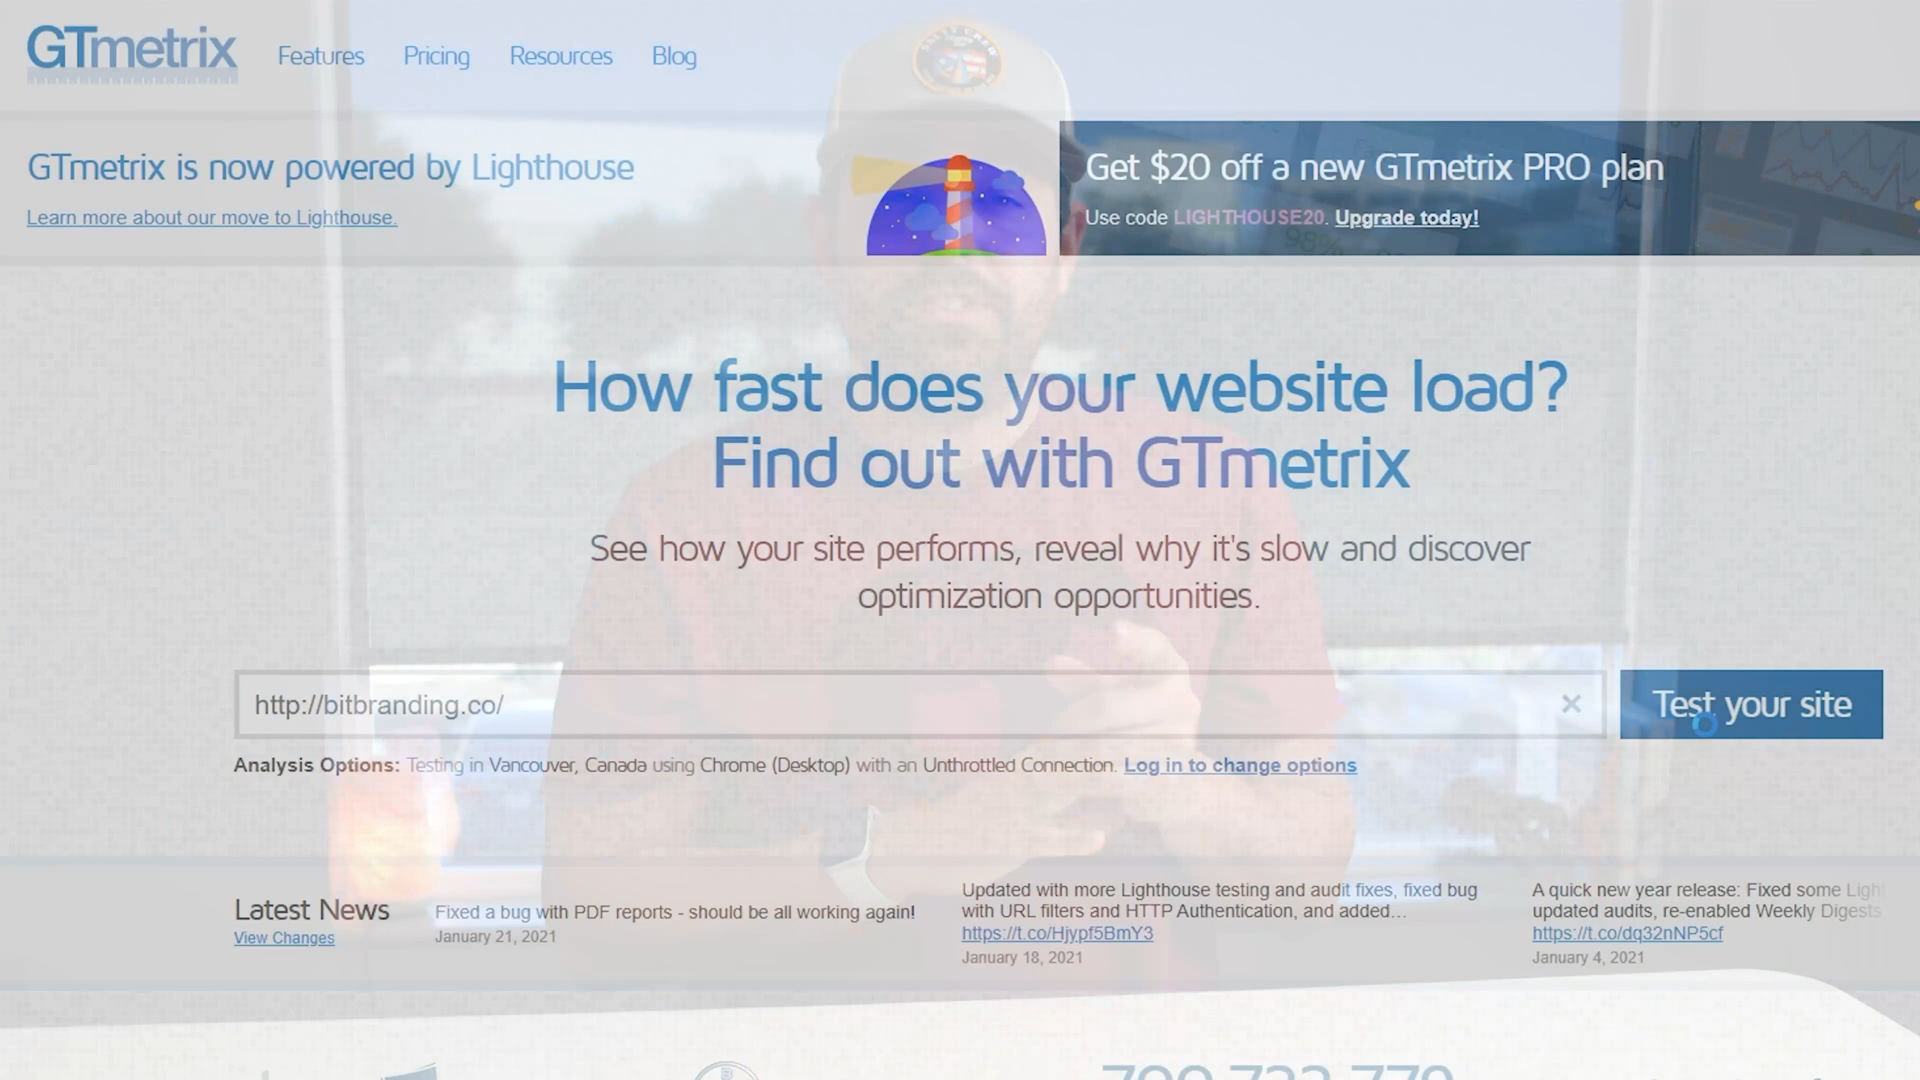 GTmetrix
Features
Pricing
Resources
Blog
GTmetrix is now powered by Lighthouse
Learn more about our move to Lighthouse.
Get $20 off a new GTmetrix PRO plan
Use code LIGHTHOUSE20. Upgrade today!
How fast does your website load?
Find out with GTmetrix
See how your site performs, reveal why it's slow and discover
optimization opportunities.
http://bitbranding.co/
Test your site
Analysis Options: Testing in Vancouver, Canada using Chrome (Desktop) with an Unthrottled Connection. Log in to change options
Latest News
View Changes
Fixed a bug with PDF reports - should be all working again!
January 21, 2021
Updated with more Lighthouse testing and audit fixes, fixed bug
with URL filters and HTTP Authentication, and added...
https://t.co/Hjypf5BmY3
January 18, 2021
A quick new year release: Fixed some Ligh
updated audits, re-enabled Weekly Digests,
https://t.co/dq32nNP5cf
January 4, 2021